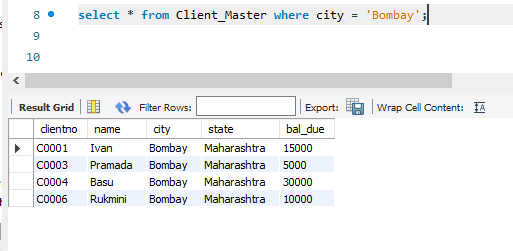 8 select * from Client_Master where city = 'Bombay';
9
10
Result Grid Filter Rows: Export: Wrap Cell Content: IA
clientno name city state bal_due
C0001 Ivan Bombay Maharashtra 15000
C0003 Pramada Bombay Maharashtra 5000
C0004 Basu Bombay Maharashtra 30000
C0006 Rukmini Bombay Maharashtra 10000